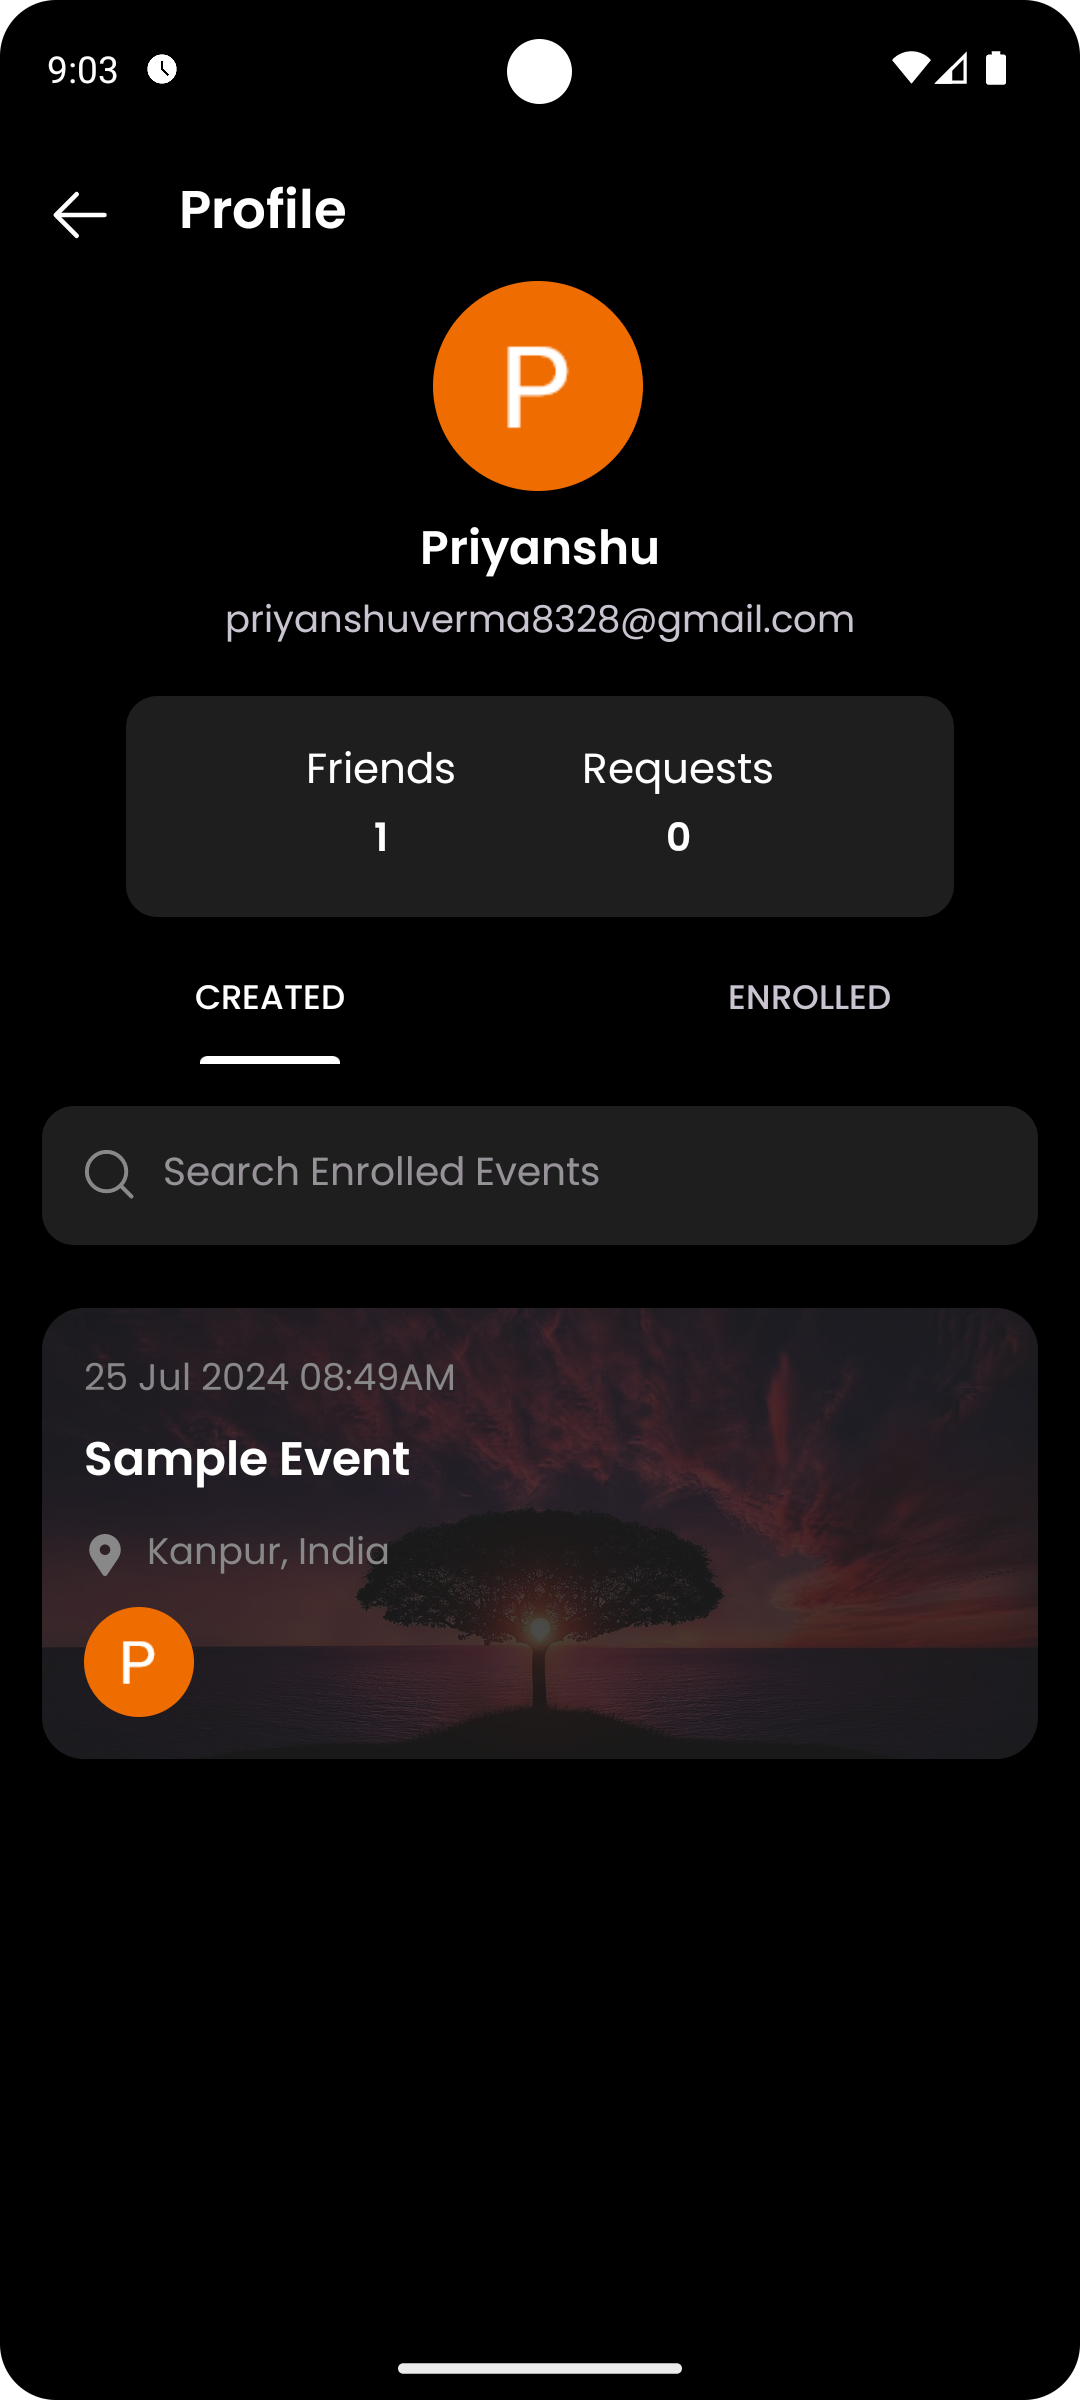 9:03
Profile
P
Priyanshu
priyanshuverma8328@gmail.com
Friends Requests
1 0
CREATED ENROLLED
Search Enrolled Events
25 Jul 2024 08:49AM
Sample Event
Kanpur, India
P